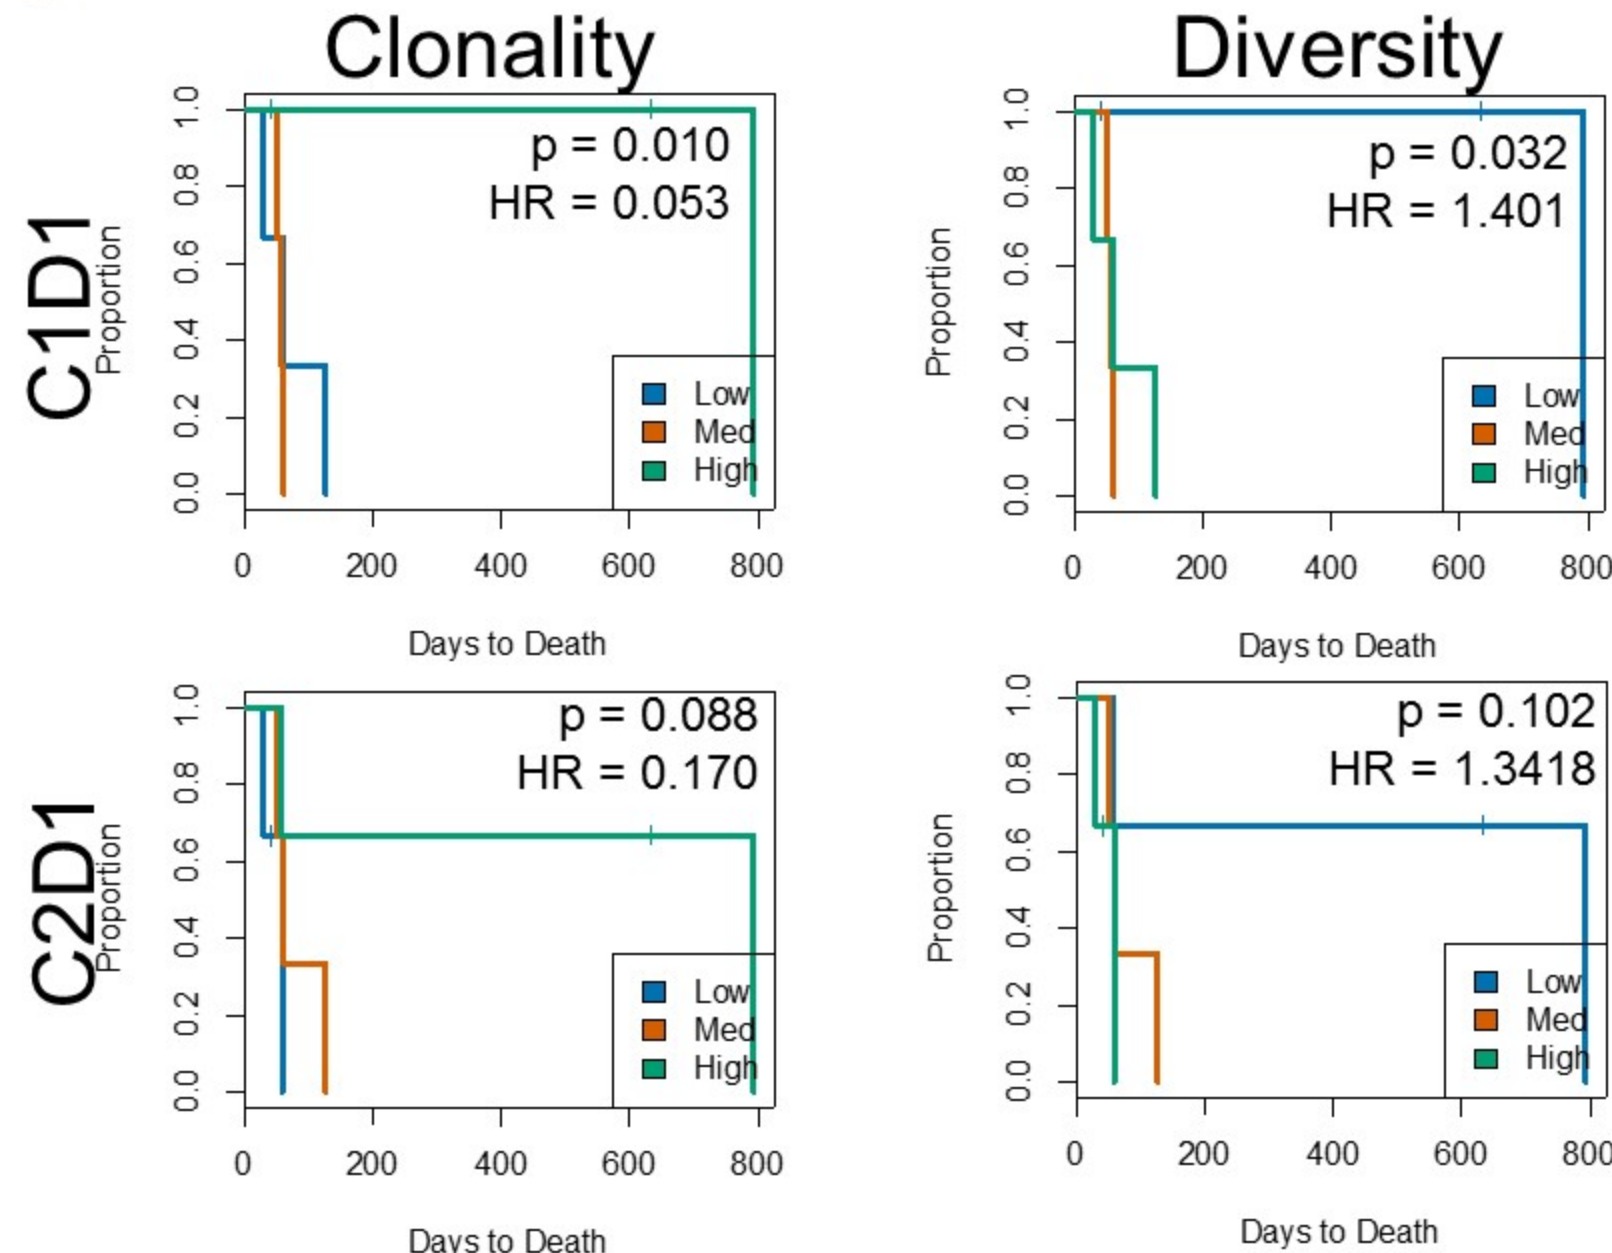 Clonality
Diversity
C1D1
Proportion
1.0
0.8
0.6
0.4
0.2
0.0
p = 0.010
HR = 0.053
Low
Med
High
0 200 400 600 800
Days to Death
Proportion
1.0
0.8
0.6
0.4
0.2
0.0
p = 0.032
HR = 1.401
Low
Med
High
0 200 400 600 800
Days to Death
C2D1
Proportion
1.0
0.8
0.6
0.4
0.2
0.0
p = 0.088
HR = 0.170
Low
Med
High
0 200 400 600 800
Days to Death
Proportion
1.0
0.8
0.6
0.4
0.2
0.0
p = 0.102
HR = 1.3418
Low
Med
High
0 200 400 600 800
Days to Death